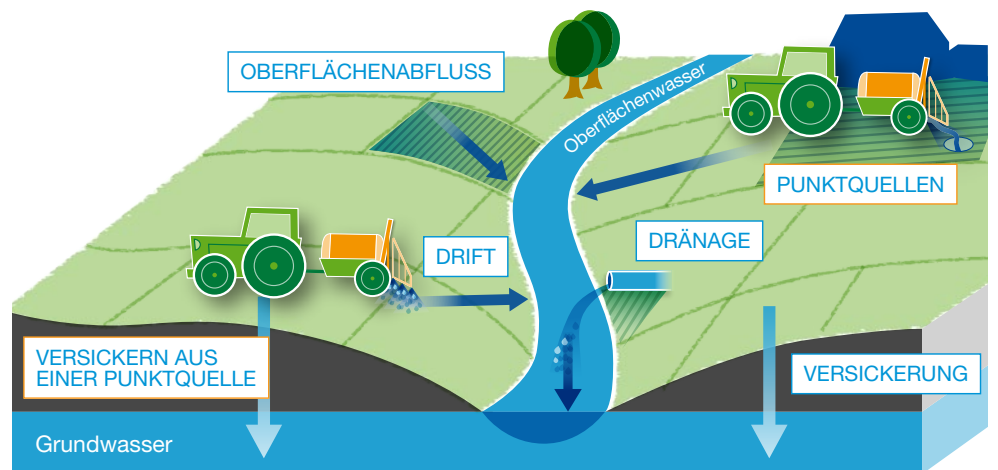 OBERFLÄCHENABFLUSS
Oberflächenwasser
PUNKTQUELLEN
DRÄNAGE
DRIFT
VERSICKERN AUS
EINER PUNKTQUELLE
VERSICKERUNG
Grundwasser